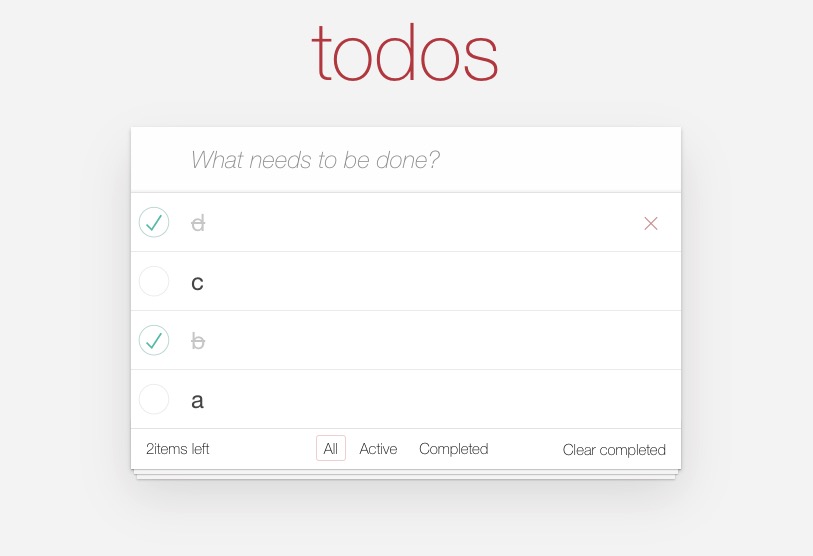 todos
What needs to be done?
d
c
b
a
2items left All Active Completed Clear completed